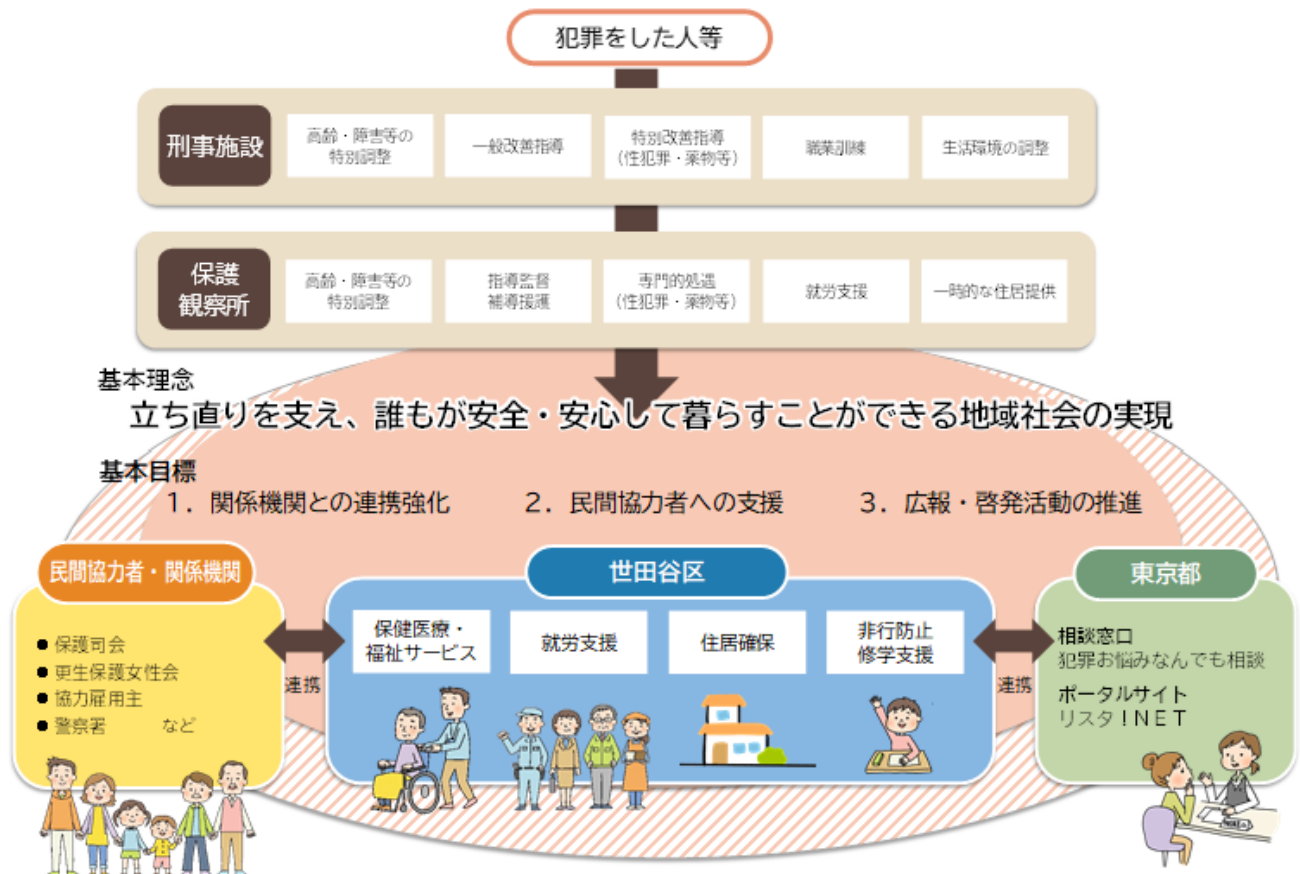 犯罪をした人等
刑事施設
高齢・障害等の
特別調整
一般改善指導
特別改善指導
(性犯罪・薬物等)
職業訓練
生活環境の調整
保護
観察所
高齢・障害等の
特別調整
指導監督
補導援護
専門的処遇
(性犯罪・薬物等)
就労支援
一時的な住居提供
基本理念
立ち直りを支え、誰もが安全・安心して暮らすことができる地域社会の実現
基本目標
1．関係機関との連携強化
2．民間協力者への支援
3．広報・啓発活動の推進
民間協力者・関係機関
● 保護司会
● 更生保護女性会
● 協力雇用主
● 警察署 など
連携
世田谷区
保健医療・
福祉サービス
就労支援
住居確保
非行防止
修学支援
連携
東京都
相談窓口
犯罪お悩みなんでも相談
ポータルサイト
リスタ！ＮＥＴ